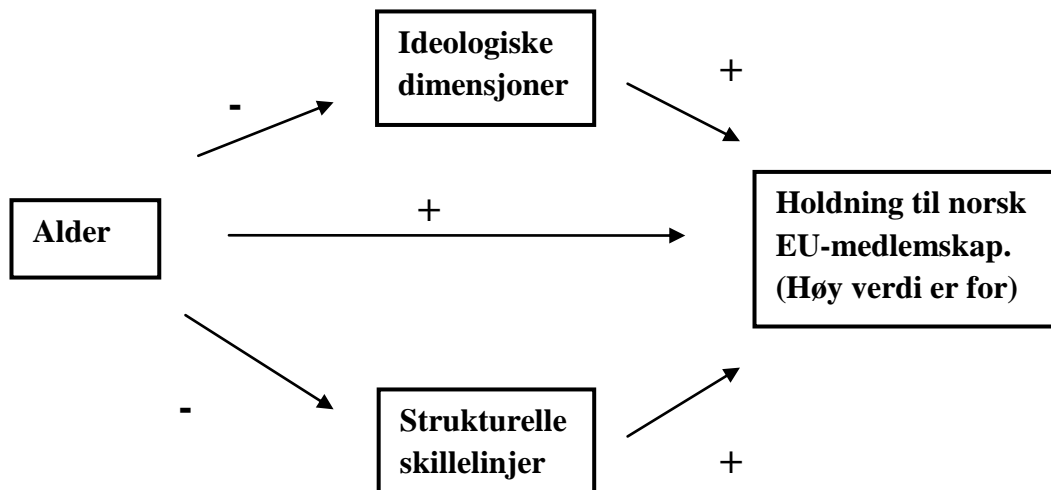 Ideologiske
dimensjoner
+
-
Alder
+
Holdning til norsk
EU-medlemskap.
(Høy verdi er for)
-
Strukturelle
skillelinjer
+